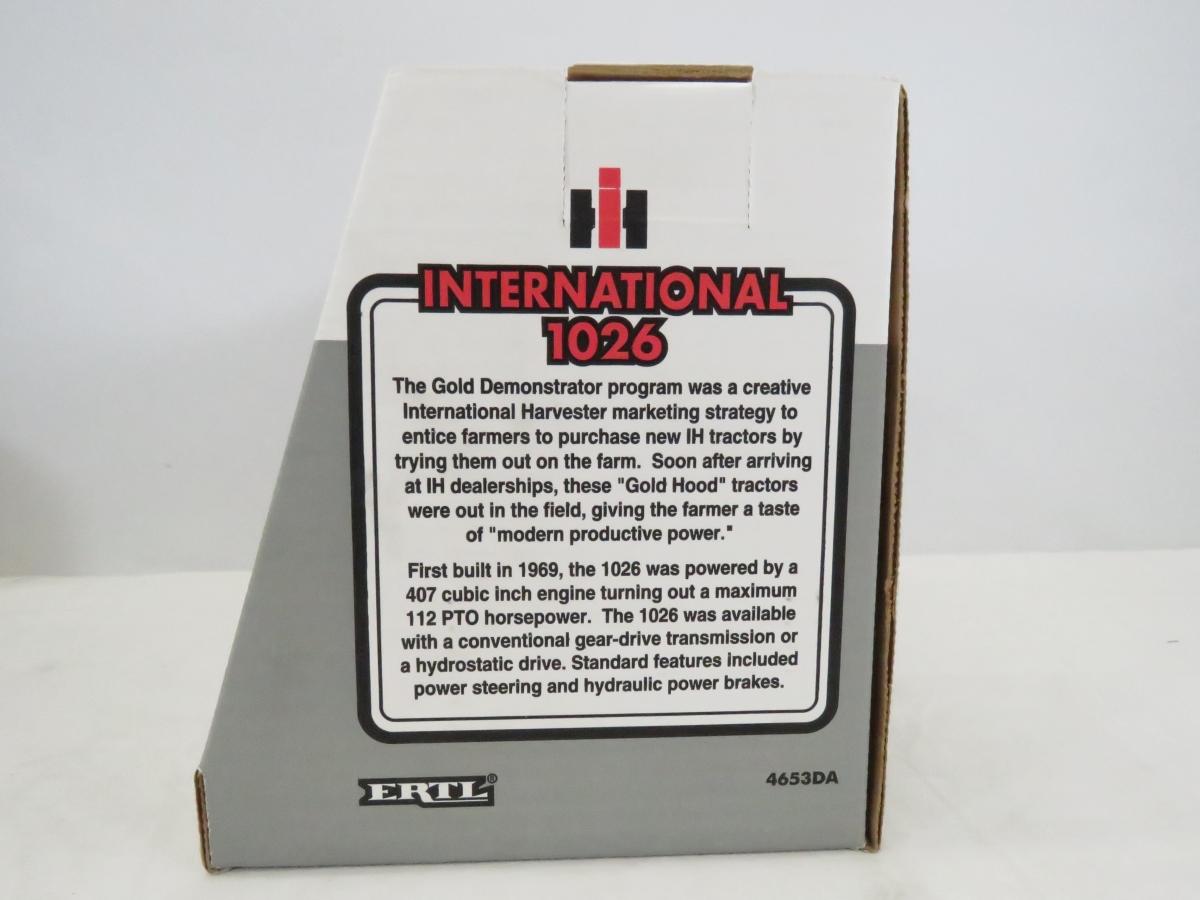 IH
INTERNATIONAL
1026
The Gold Demonstrator program was a creative
International Harvester marketing strategy to
entice farmers to purchase new IH tractors by
trying them out on the farm. Soon after arriving
at IH dealerships, these "Gold Hood" tractors
were out in the field, giving the farmer a taste
of "modern productive power."
First built in 1969, the 1026 was powered by a
407 cubic inch engine turning out a maximum
112 PTO horsepower. The 1026 was available
with a conventional gear-drive transmission or
a hydrostatic drive. Standard features included
power steering and hydraulic power brakes.
ERTL®
4653DA